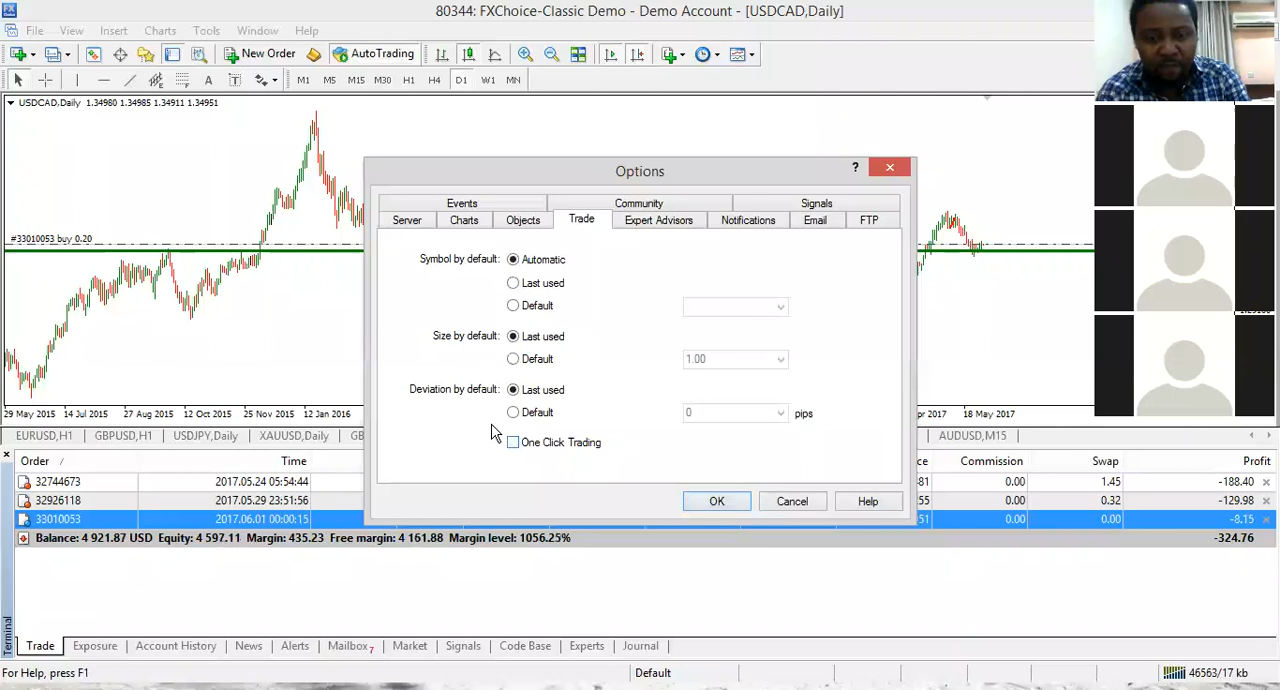 80344: FXChoice-Classic Demo - Demo Account - [USDCAD,Daily]
File View Insert Charts Tools Window Help
New Order AutoTrading
A T M1 M5 M15 M30 H1 H4 D1 W1 MN
USDCAD,Daily 1.34980 1.34985 1.34911 1.34951
#33010053 buy 0.20
Options
?
Events Community Signals
Server Charts Objects Trade Expert Advisors Notifications Email FTP
Symbol by default: Automatic
Last used
Default
Size by default: Last used
Default 1.00
Deviation by default: Last used
Default 0 pips
One Click Trading
OK Cancel Help
29 May 2015 14 Jul 2015 27 Aug 2015 12 Oct 2015 25 Nov 2015 12 Jan 2016 pr 2017 18 May 2017
EURUSD,H1 GBPUSD,H1 USDJPY,Daily XAUUSD,Daily GB AUDUSD,M15
Order / Time ce Commission Swap Profit
32744673 2017.05.24 05:54:44 81 0.00 1.45 -188.40
32926118 2017.05.29 23:51:56 55 0.00 0.32 -129.98
33010053 2017.06.01 00:00:15 51 0.00 0.00 -8.15
Balance: 4 921.87 USD Equity: 4 597.11 Margin: 435.23 Free margin: 4 161.88 Margin level: 1056.25% -324.76
Terminal
Trade Exposure Account History News Alerts Mailbox 7 Market Signals Code Base Experts Journal
For Help, press F1 Default 46563/17 kb